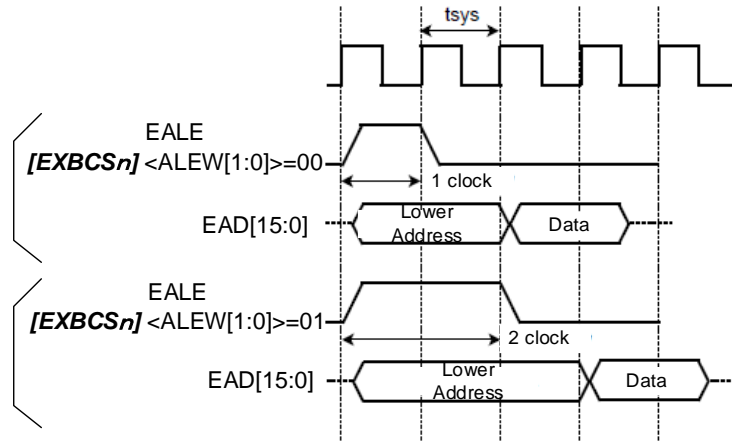 tsys
EALE
[EXBCSn] <ALEW[1:0]>=00
1 clock
EAD[15:0]
Lower
Address
Data
EALE
[EXBCSn] <ALEW[1:0]>=01
2 clock
EAD[15:0]
Lower
Address
Data